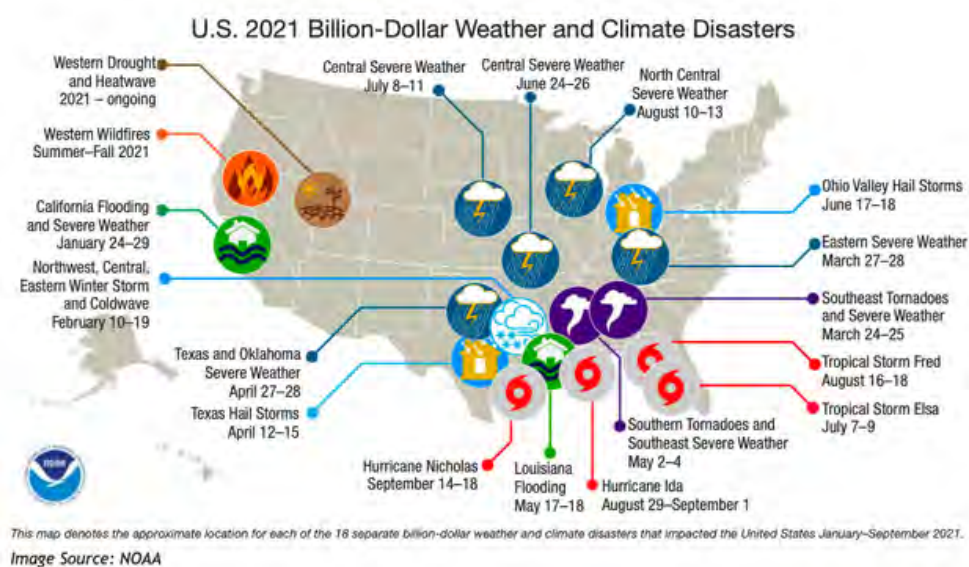 U.S. 2021 Billion-Dollar Weather and Climate Disasters
Western Drought
and Heatwave
2021 – ongoing
Central Severe Weather
July 8–11
Central Severe Weather
June 24–26
North Central
Severe Weather
August 10–13
Western Wildfires
Summer–Fall 2021
Ohio Valley Hail Storms
June 17–18
California Flooding
and Severe Weather
January 24–29
Eastern Severe Weather
March 27–28
Northwest, Central,
Eastern Winter Storm
and Coldwave
February 10–19
Southeast Tornadoes
and Severe Weather
March 24–25
Texas and Oklahoma
Severe Weather
April 27–28
Tropical Storm Fred
August 16–18
Texas Hail Storms
April 12–15
Tropical Storm Elsa
July 7–9
Southern Tornadoes and
Southeast Severe Weather
May 2–4
Hurricane Nicholas
September 14–18
Louisiana
Flooding
May 17–18
Hurricane Ida
August 29–September 1
NOAA
This map denotes the approximate location for each of the 18 separate billion-dollar weather and climate disasters that impacted the United States January–September 2021.
Image Source: NOAA